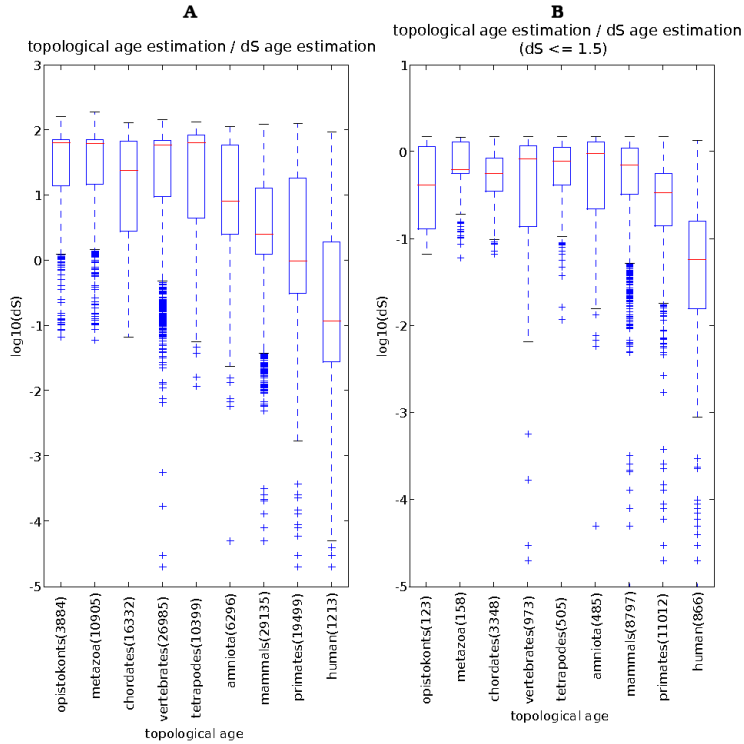 A
topological age estimation / dS age estimation
3
2
1
0
-1
-2
-3
-4
-5
log10(dS)
opistokonts(3884)
metazoa(10905)
chordates(16332)
vertebrates(26985)
tetrapodes(10399)
amniota(6296)
mammals(29135)
primates(19499)
human(1213)
topological age
B
topological age estimation / dS age estimation
(dS <= 1.5)
1
0
-1
-2
-3
-4
-5
log10(dS)
opistokonts(123)
metazoa(158)
chordates(3348)
vertebrates(973)
tetrapodes(505)
amniota(485)
mammals(8797)
primates(11012)
human(866)
topological age